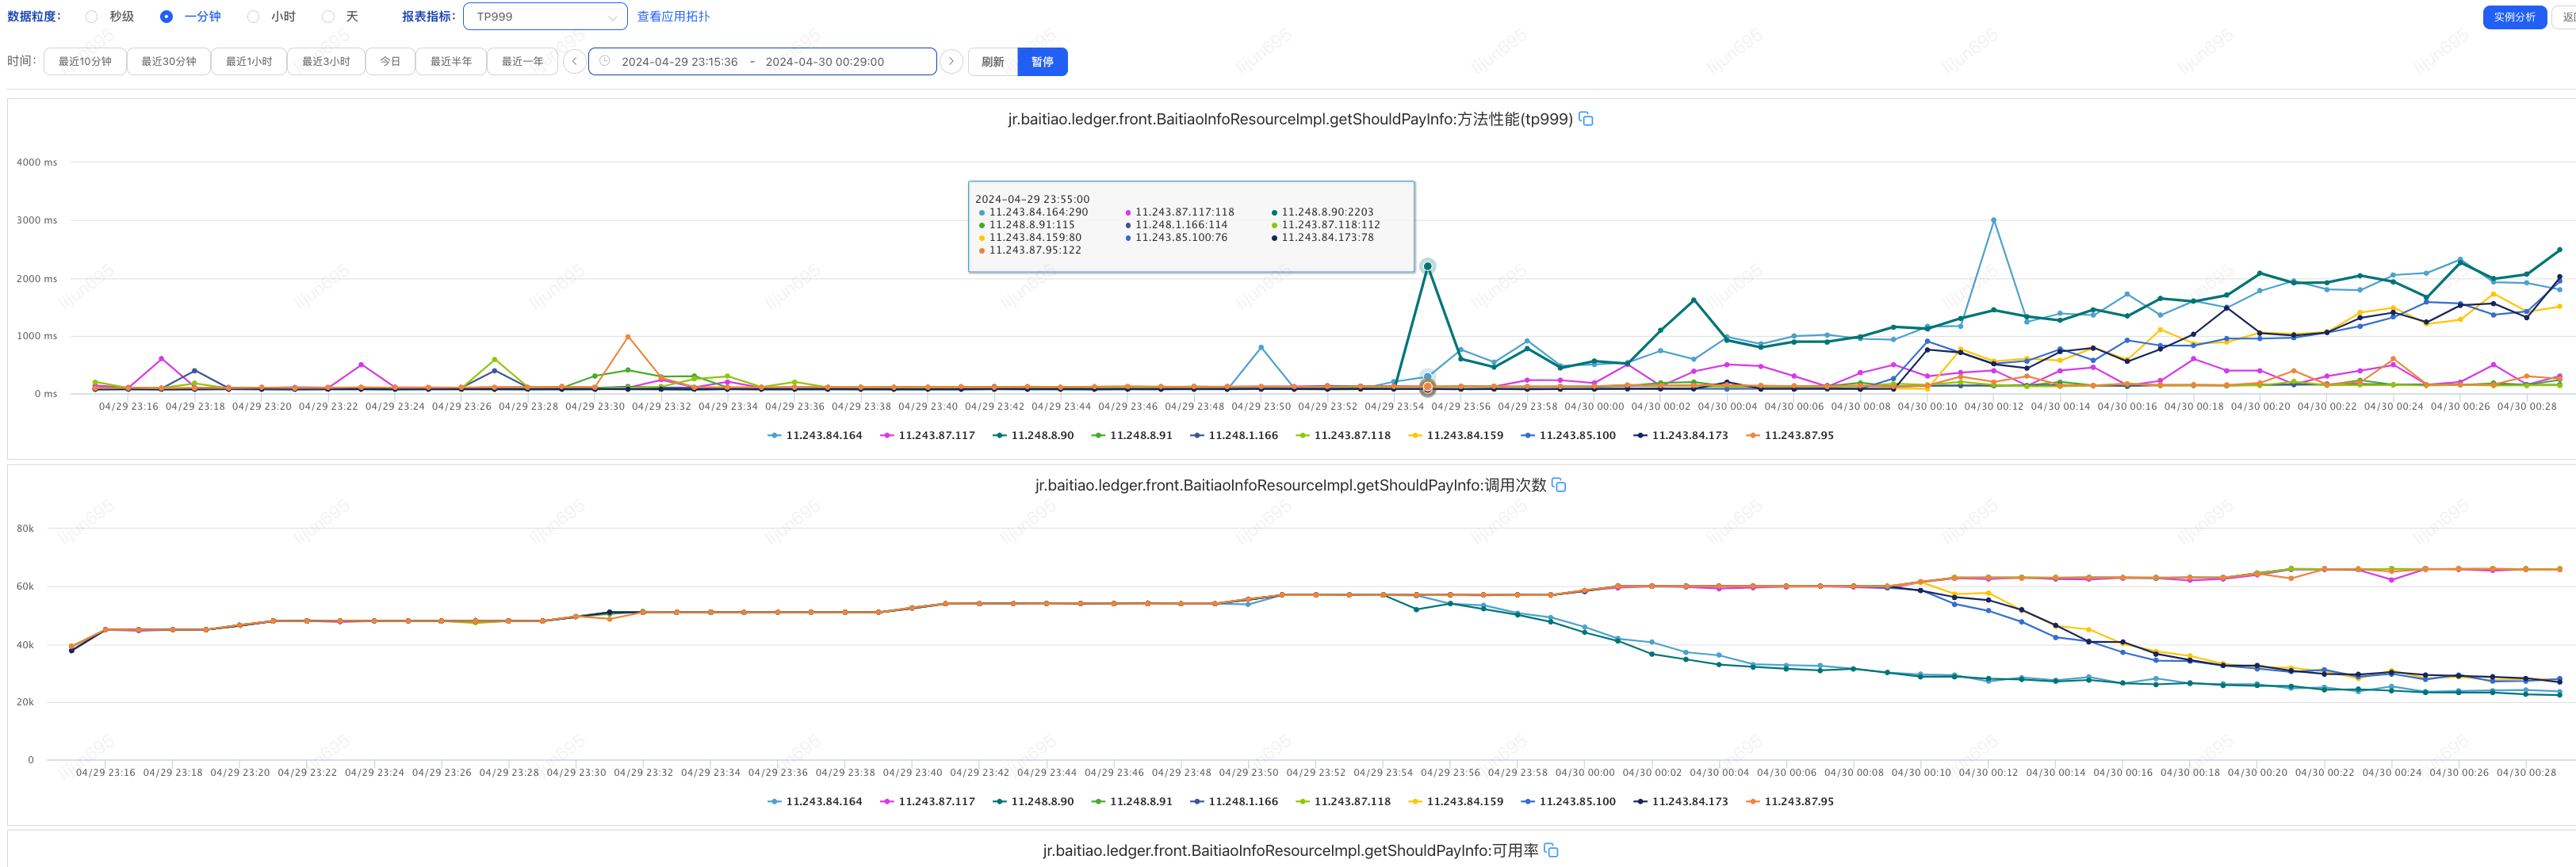 数据粒度: 秒级 一分钟 小时 天 报表指标: TP999 查看应用拓扑 实例分析
时间: 最近10分钟 最近30分钟 最近1小时 最近3小时 今日 最近半年 最近一年 2024-04-29 23:15:36 - 2024-04-30 00:29:00 刷新 暂停
jr.baitiao.ledger.front.BaitiaoInfoResourceImpl.getShouldPayInfo:方法性能(tp999)
4000 ms
3000 ms
2000 ms
1000 ms
0 ms
2024-04-29 23:55:00
11.243.84.164:290 11.243.87.117:118 11.248.8.90:2203
11.248.8.91:115 11.248.1.166:114 11.243.87.118:112
11.243.84.159:80 11.243.85.100:76 11.243.84.173:78
11.243.87.95:122
04/29 23:16 04/29 23:18 04/29 23:20 04/29 23:22 04/29 23:24 04/29 23:26 04/29 23:28 04/29 23:30 04/29 23:32 04/29 23:34 04/29 23:36 04/29 23:38 04/29 23:40 04/29 23:42 04/29 23:44 04/29 23:46 04/29 23:48 04/29 23:50 04/29 23:52 04/29 23:54 04/29 23:56 04/29 23:58 04/30 00:00 04/30 00:02 04/30 00:04 04/30 00:06 04/30 00:08 04/30 00:10 04/30 00:12 04/30 00:14 04/30 00:16 04/30 00:18 04/30 00:20 04/30 00:22 04/30 00:24 04/30 00:26 04/30 00:28
11.243.84.164 11.243.87.117 11.248.8.90 11.248.8.91 11.248.1.166 11.243.87.118 11.243.84.159 11.243.85.100 11.243.84.173 11.243.87.95
jr.baitiao.ledger.front.BaitiaoInfoResourceImpl.getShouldPayInfo:调用次数
80k
60k
40k
20k
0
04/29 23:16 04/29 23:18 04/29 23:20 04/29 23:22 04/29 23:24 04/29 23:26 04/29 23:28 04/29 23:30 04/29 23:32 04/29 23:34 04/29 23:36 04/29 23:38 04/29 23:40 04/29 23:42 04/29 23:44 04/29 23:46 04/29 23:48 04/29 23:50 04/29 23:52 04/29 23:54 04/29 23:56 04/29 23:58 04/30 00:00 04/30 00:02 04/30 00:04 04/30 00:06 04/30 00:08 04/30 00:10 04/30 00:12 04/30 00:14 04/30 00:16 04/30 00:18 04/30 00:20 04/30 00:22 04/30 00:24 04/30 00:26 04/30 00:28
11.243.84.164 11.243.87.117 11.248.8.90 11.248.8.91 11.248.1.166 11.243.87.118 11.243.84.159 11.243.85.100 11.243.84.173 11.243.87.95
jr.baitiao.ledger.front.BaitiaoInfoResourceImpl.getShouldPayInfo:可用率
lijun695